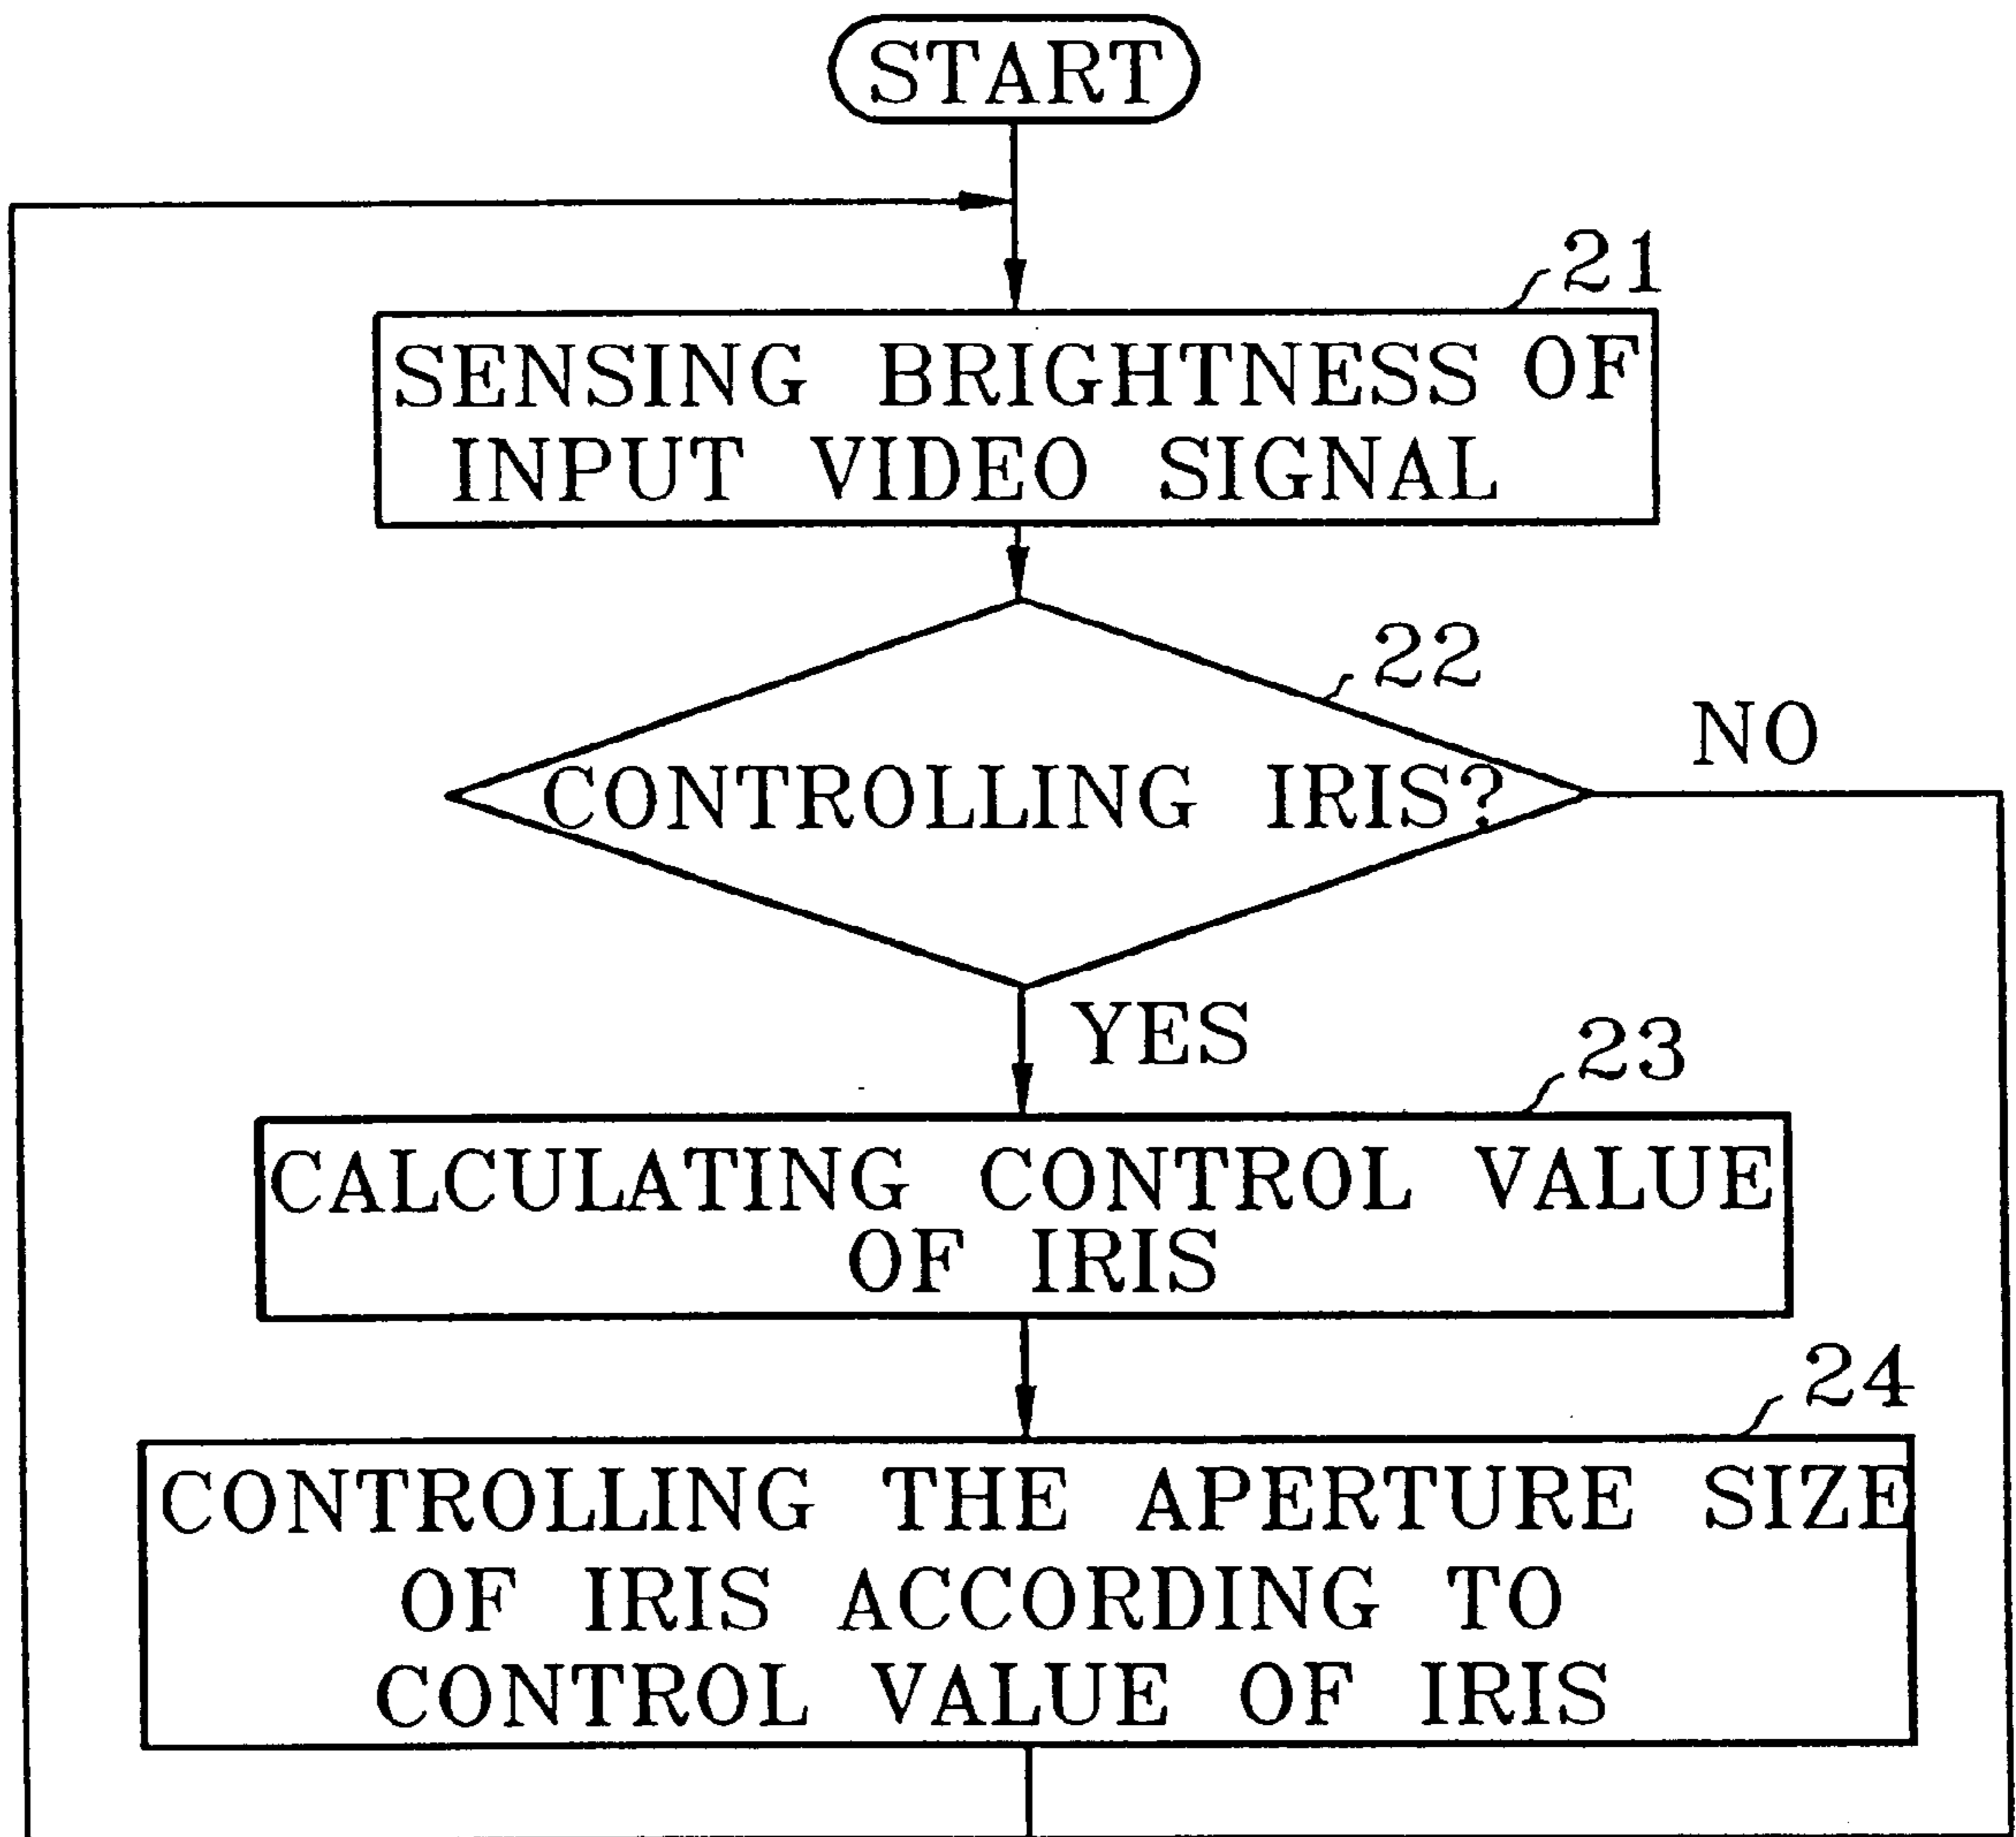 START
21
SENSING BRIGHTNESS OF
INPUT VIDEO SIGNAL
22
NO
CONTROLLING IRIS?
YES
23
CALCULATING CONTROL VALUE
OF IRIS
24
CONTROLLING THE APERTURE SIZE
OF IRIS ACCORDING TO
CONTROL VALUE OF IRIS